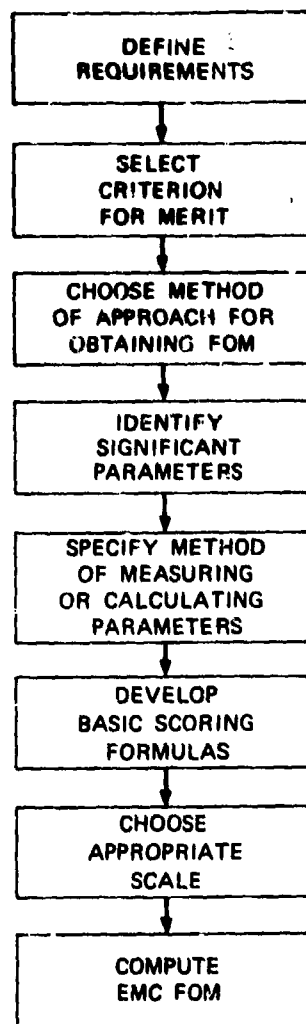 DEFINE
REQUIREMENTS
SELECT
CRITERION
FOR MERIT
CHOOSE METHOD
OF APPROACH FOR
OBTAINING FOM
IDENTIFY
SIGNIFICANT
PARAMETERS
SPECIFY METHOD
OF MEASURING
OR CALCULATING
PARAMETERS
DEVELOP
BASIC SCORING
FORMULAS
CHOOSE
APPROPRIATE
SCALE
COMPUTE
EMC FOM